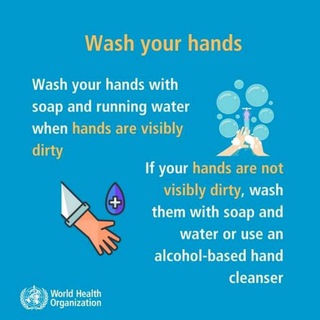 Wash your hands
Wash your hands with
soap and running water
when hands are visibly
dirty
If your hands are not
visibly dirty, wash
them with soap and
water or use an
alcohol-based hand
cleanser
World Health
Organization